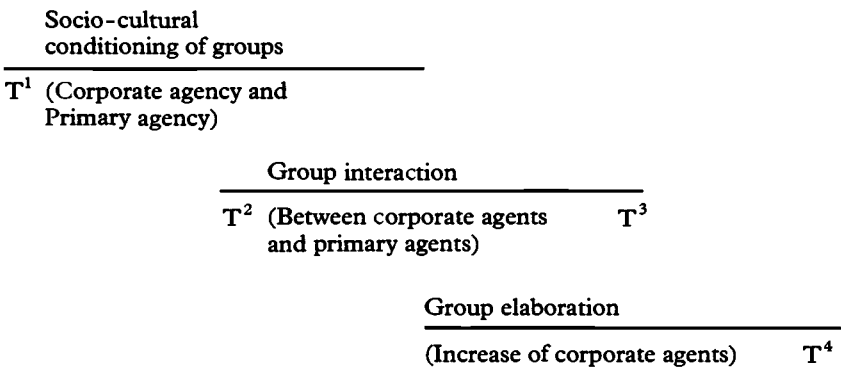 Socio-cultural
conditioning of groups
T¹ (Corporate agency and
Primary agency)
Group interaction
T² (Between corporate agents T³
and primary agents)
Group elaboration
(Increase of corporate agents) T⁴